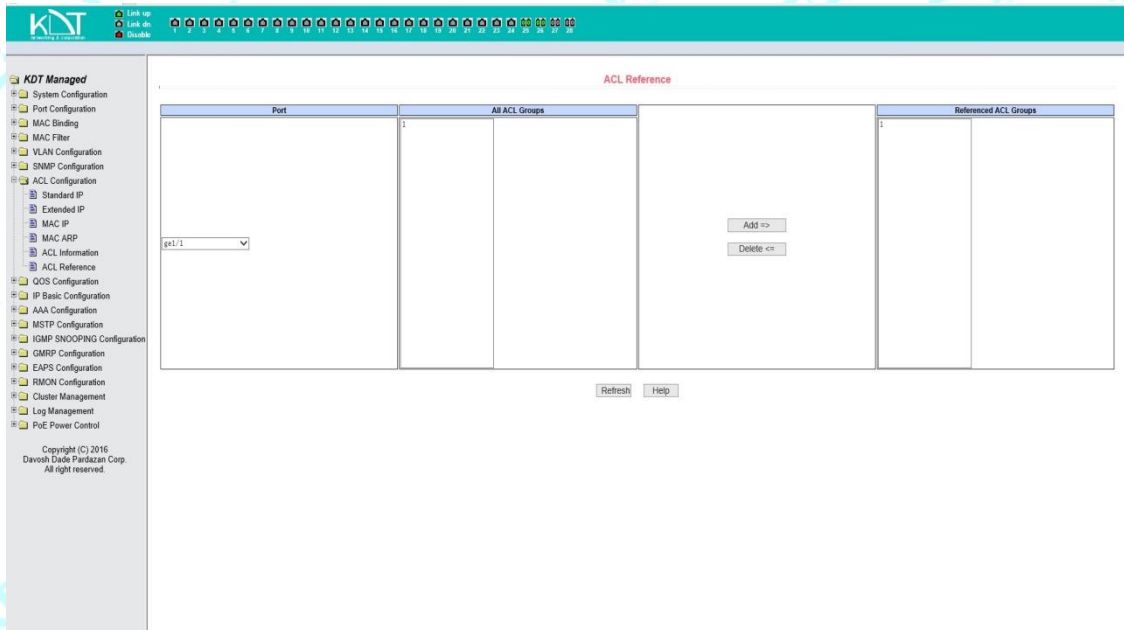 KDT
Link up
Link dn
Disable
1 2 3 4 5 6 7 8 9 10 11 12 13 14 15 16 17 18 19 20 21 22 23 24 25 26 27 28
KDT Managed
System Configuration
Port Configuration
MAC Binding
MAC Filter
VLAN Configuration
SNMP Configuration
ACL Configuration
Standard IP
Extended IP
MAC IP
MAC ARP
ACL Information
ACL Reference
QOS Configuration
IP Basic Configuration
AAA Configuration
MSTP Configuration
IGMP SNOOPING Configuration
GMRP Configuration
EAPS Configuration
RMON Configuration
Cluster Management
Log Management
PoE Power Control
Copyright (C) 2016
Davosh Dade Pardazan Corp.
All right reserved.
ACL Reference
Port All ACL Groups Referenced ACL Groups
1 1
ge1/1
Add =>
Delete <=
Refresh Help